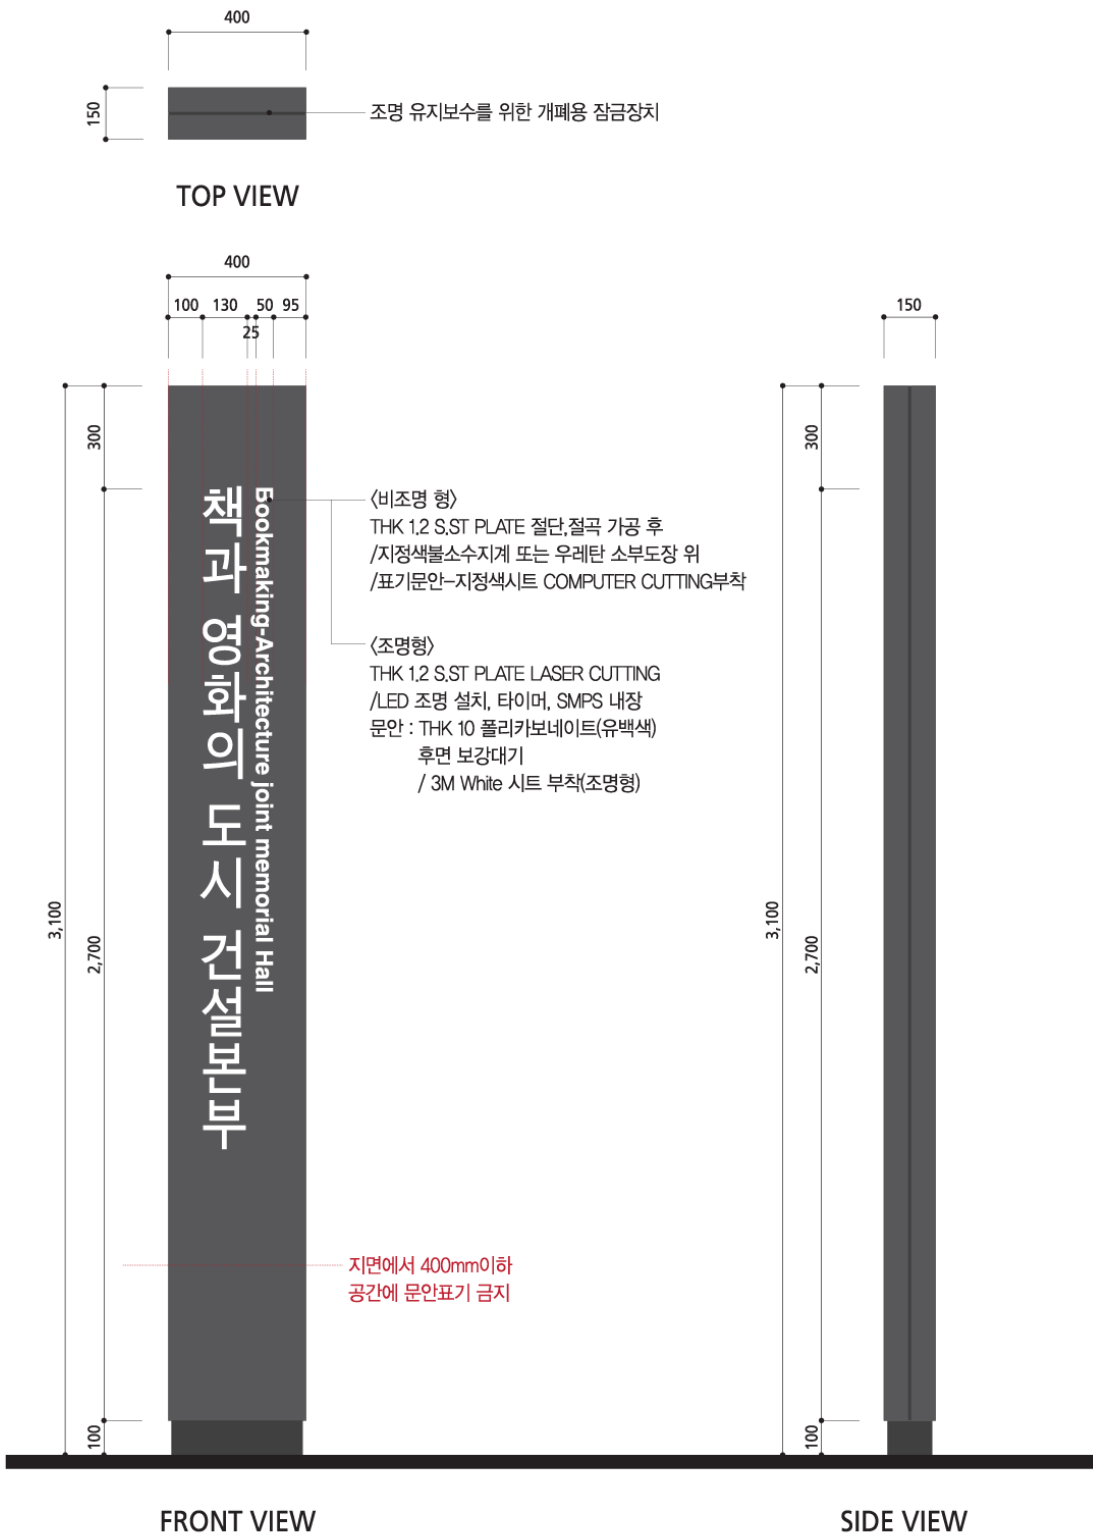 400
150
조명 유지보수를 위한 개폐용 잠금장치
TOP VIEW
400
100 130 50 95
25
150
300
300
책과 영화의 도시 건설본부
Bookmaking-Architecture joint memorial Hall
〈비조명 형〉
THK 1.2 S.ST PLATE 절단,절곡 가공 후
/지정색불소수지계 또는 우레탄 소부도장 위
/표기문안-지정색시트 COMPUTER CUTTING부착
〈조명형〉
THK 1.2 S.ST PLATE LASER CUTTING
/LED 조명 설치, 타이머, SMPS 내장
문안 : THK 10 폴리카보네이트(유백색)
후면 보강대기
/ 3M White 시트 부착(조명형)
3,100
2,700
3,100
2,700
지면에서 400mm이하
공간에 문안표기 금지
100
100
FRONT VIEW
SIDE VIEW